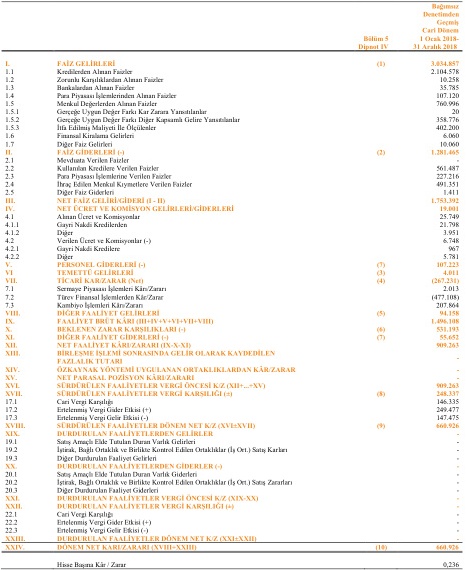 Bağımsız
Denetimden
Geçmiş
Cari Dönem
Bölüm 5 1 Ocak 2018-
Dipnot IV 31 Aralık 2018
I. FAİZ GELİRLERİ (1) 3.034.857
1.1 Kredilerden Alınan Faizler 2.104.578
1.2 Zorunlu Karşılıklardan Alınan Faizler 10.258
1.3 Bankalardan Alınan Faizler 35.785
1.4 Para Piyasası İşlemlerinden Alınan Faizler 107.120
1.5 Menkul Değerlerden Alınan Faizler 760.996
1.5.1 Gerçeğe Uygun Değer Farkı Kar Zarara Yansıtılanlar 20
1.5.2 Gerçeğe Uygun Değer Farkı Diğer Kapsamlı Gelire Yansıtılanlar 358.776
1.5.3 İtfa Edilmiş Maliyeti İle Ölçülenler 402.200
1.6 Finansal Kiralama Gelirleri 6.060
1.7 Diğer Faiz Gelirleri 10.060
II. FAİZ GİDERLERİ (-) (2) 1.281.465
2.1 Mevduata Verilen Faizler -
2.2 Kullanılan Kredilere Verilen Faizler 561.487
2.3 Para Piyasası İşlemlerine Verilen Faizler 227.216
2.4 İhraç Edilen Menkul Kıymetlere Verilen Faizler 491.351
2.5 Diğer Faiz Giderleri 1.411
III. NET FAİZ GELİRİ/GİDERİ (I - II) 1.753.392
IV. NET ÜCRET VE KOMİSYON GELİRLERİ/GİDERLERİ 19.001
4.1 Alınan Ücret ve Komisyonlar 25.749
4.1.1 Gayri Nakdi Kredilerden 21.798
4.1.2 Diğer 3.951
4.2 Verilen Ücret ve Komisyonlar (-) 6.748
4.2.1 Gayri Nakdi Kredilere 967
4.2.2 Diğer 5.781
V. PERSONEL GİDERLERİ (-) (7) 107.223
VI TEMETTÜ GELİRLERİ (3) 4.011
VII. TİCARİ KAR/ZARAR (Net) (4) (267.231)
7.1 Sermaye Piyasası İşlemleri Kârı/Zararı 2.013
7.2 Türev Finansal İşlemlerden Kâr/Zarar (477.108)
7.3 Kambiyo İşlemleri Kârı/Zararı 207.864
VIII. DİĞER FAALİYET GELİRLERİ (5) 94.158
IX. FAALİYET BRÜT KÂRI (III+IV+V+VI+VII+VIII) 1.496.108
X. BEKLENEN ZARAR KARŞILIKLARI (-) (6) 531.193
XI. DİĞER FAALİYET GİDERLERİ (-) (7) 55.652
XII. NET FAALİYET KÂRI/ZARARI (IX-X-XI) 909.263
XIII. BİRLEŞME İŞLEMİ SONRASINDA GELİR OLARAK KAYDEDİLEN
FAZLALIK TUTARI -
XIV. ÖZKAYNAK YÖNTEMİ UYGULANAN ORTAKLIKLARDAN KÂR/ZARAR -
XV. NET PARASAL POZİSYON KÂRI/ZARARI -
XVI. SÜRDÜRÜLEN FAALİYETLER VERGİ ÖNCESİ K/Z (XII+...+XV) 909.263
XVII. SÜRDÜRÜLEN FAALİYETLER VERGİ KARŞILIĞI (±) (8) 248.337
17.1 Cari Vergi Karşılığı 146.335
17.2 Ertelenmiş Vergi Gider Etkisi (+) 249.477
17.3 Ertelenmiş Vergi Gelir Etkisi (-) 147.475
XVIII. SÜRDÜRÜLEN FAALİYETLER DÖNEM NET K/Z (XVI±XVII) (9) 660.926
XIX. DURDURULAN FAALİYETLERDEN GELİRLER -
19.1 Satış Amaçlı Elde Tutulan Duran Varlık Gelirleri -
19.2 İştirak, Bağlı Ortaklık ve Birlikte Kontrol Edilen Ortaklıklar (İş Ort.) Satış Karları -
19.3 Diğer Durdurulan Faaliyet Gelirleri -
XX. DURDURULAN FAALİYETLERDEN GİDERLER (-) -
20.1 Satış Amaçlı Elde Tutulan Duran Varlık Giderleri -
20.2 İştirak, Bağlı Ortaklık ve Birlikte Kontrol Edilen Ortaklıklar (İş Ort.) Satış Zararları -
20.3 Diğer Durdurulan Faaliyet Giderleri -
XXI. DURDURULAN FAALİYETLER VERGİ ÖNCESİ K/Z (XIX-XX) -
XXII. DURDURULAN FAALİYETLER VERGİ KARŞILIĞI (±) -
22.1 Cari Vergi Karşılığı -
22.2 Ertelenmiş Vergi Gider Etkisi (+) -
22.3 Ertelenmiş Vergi Gelir Etkisi (-) -
XXIII. DURDURULAN FAALİYETLER DÖNEM NET K/Z (XXI±XXII) -
XXIV. DÖNEM NET KARI/ZARARI (XVIII+XXIII) (10) 660.926
Hisse Başına Kâr / Zarar 0,236